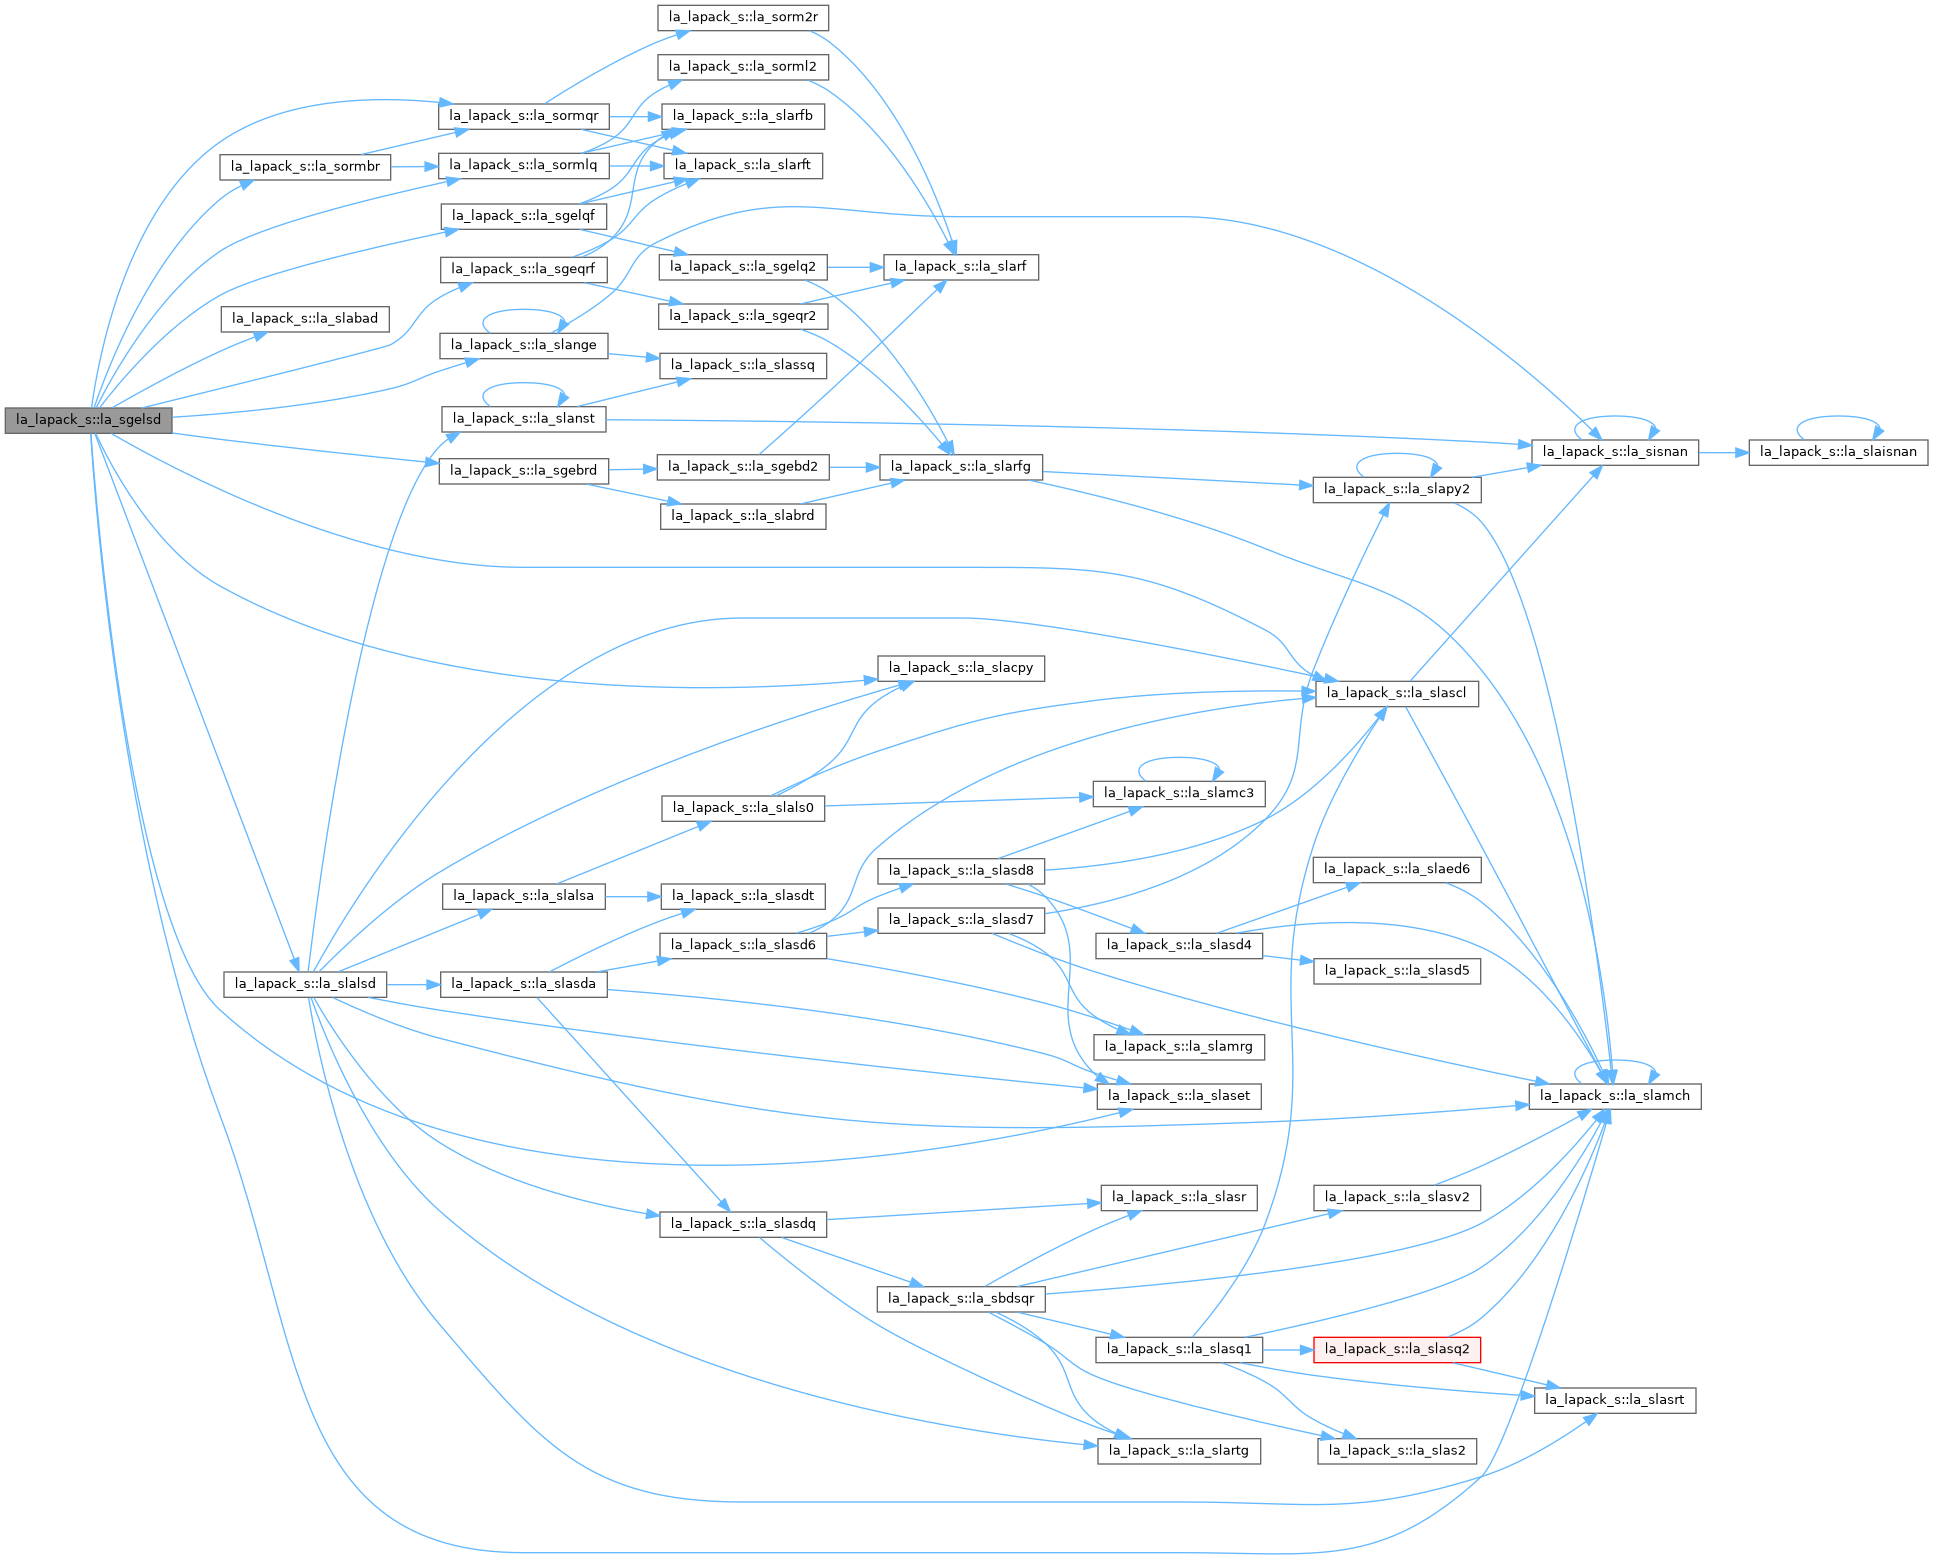 la_lapack_s::la_sorm2r
la_lapack_s::la_sorml2
la_lapack_s::la_sormqr
la_lapack_s::la_slarfb
la_lapack_s::la_sormbr
la_lapack_s::la_sormlq
la_lapack_s::la_slarft
la_lapack_s::la_sgelqf
la_lapack_s::la_sgeqrf
la_lapack_s::la_sgelq2
la_lapack_s::la_slarf
la_lapack_s::la_slabad
la_lapack_s::la_sgeqr2
la_lapack_s::la_slange
la_lapack_s::la_slassq
la_lapack_s::la_sgelsd
la_lapack_s::la_slanst
la_lapack_s::la_sisnan
la_lapack_s::la_slaisnan
la_lapack_s::la_sgebrd
la_lapack_s::la_sgebd2
la_lapack_s::la_slarfg
la_lapack_s::la_slapy2
la_lapack_s::la_slabrd
la_lapack_s::la_slacpy
la_lapack_s::la_slascl
la_lapack_s::la_slals0
la_lapack_s::la_slamc3
la_lapack_s::la_slasd8
la_lapack_s::la_slaed6
la_lapack_s::la_slalsa
la_lapack_s::la_slasdt
la_lapack_s::la_slasd7
la_lapack_s::la_slasd6
la_lapack_s::la_slasd4
la_lapack_s::la_slasd5
la_lapack_s::la_slalsd
la_lapack_s::la_slasda
la_lapack_s::la_slamrg
la_lapack_s::la_slaset
la_lapack_s::la_slamch
la_lapack_s::la_slasr
la_lapack_s::la_slasv2
la_lapack_s::la_slasdq
la_lapack_s::la_sbdsqr
la_lapack_s::la_slasq1
la_lapack_s::la_slasq2
la_lapack_s::la_slasrt
la_lapack_s::la_slartg
la_lapack_s::la_slas2